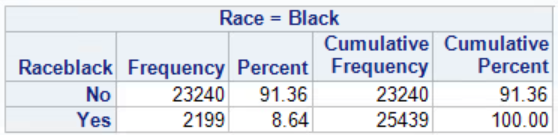 Race = Black
Cumulative Cumulative
Raceblack Frequency Percent Frequency Percent
No 23240 91.36 23240 91.36
Yes 2199 8.64 25439 100.00